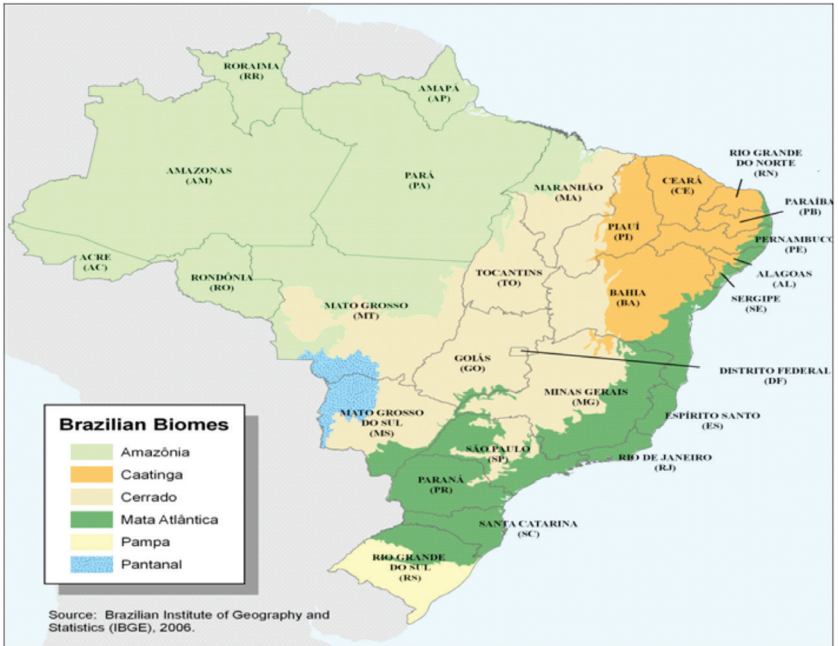 RORAIMA
(RR)
AMAPÁ
(AP)
AMAZONAS
(AM)
PARÁ
(PA)
MARANHÃO
(MA)
CEARÁ
(CE)
RIO GRANDE
DO NORTE
(RN)
PARAÍBA
(PB)
PIAUÍ
(PI)
PERNAMBUCO
(PE)
ACRE
(AC)
RONDÔNIA
(RO)
TOCANTINS
(TO)
ALAGOAS
(AL)
BAHIA
(BA)
SERGIPE
(SE)
MATO GROSSO
(MT)
GOIÁS
(GO)
DISTRITO FEDERAL
(DF)
MINAS GERAIS
(MG)
MATO GROSSO
DO SUL
(MS)
ESPÍRITO SANTO
(ES)
SÃO PAULO
(SP)
RIO DE JANEIRO
(RJ)
PARANÁ
(PR)
SANTA CATARINA
(SC)
RIO GRANDE
DO SUL
(RS)
Brazilian Biomes
Amazônia
Caatinga
Cerrado
Mata Atlântica
Pampa
Pantanal
Source: Brazilian Institute of Geography and
Statistics (IBGE), 2006.